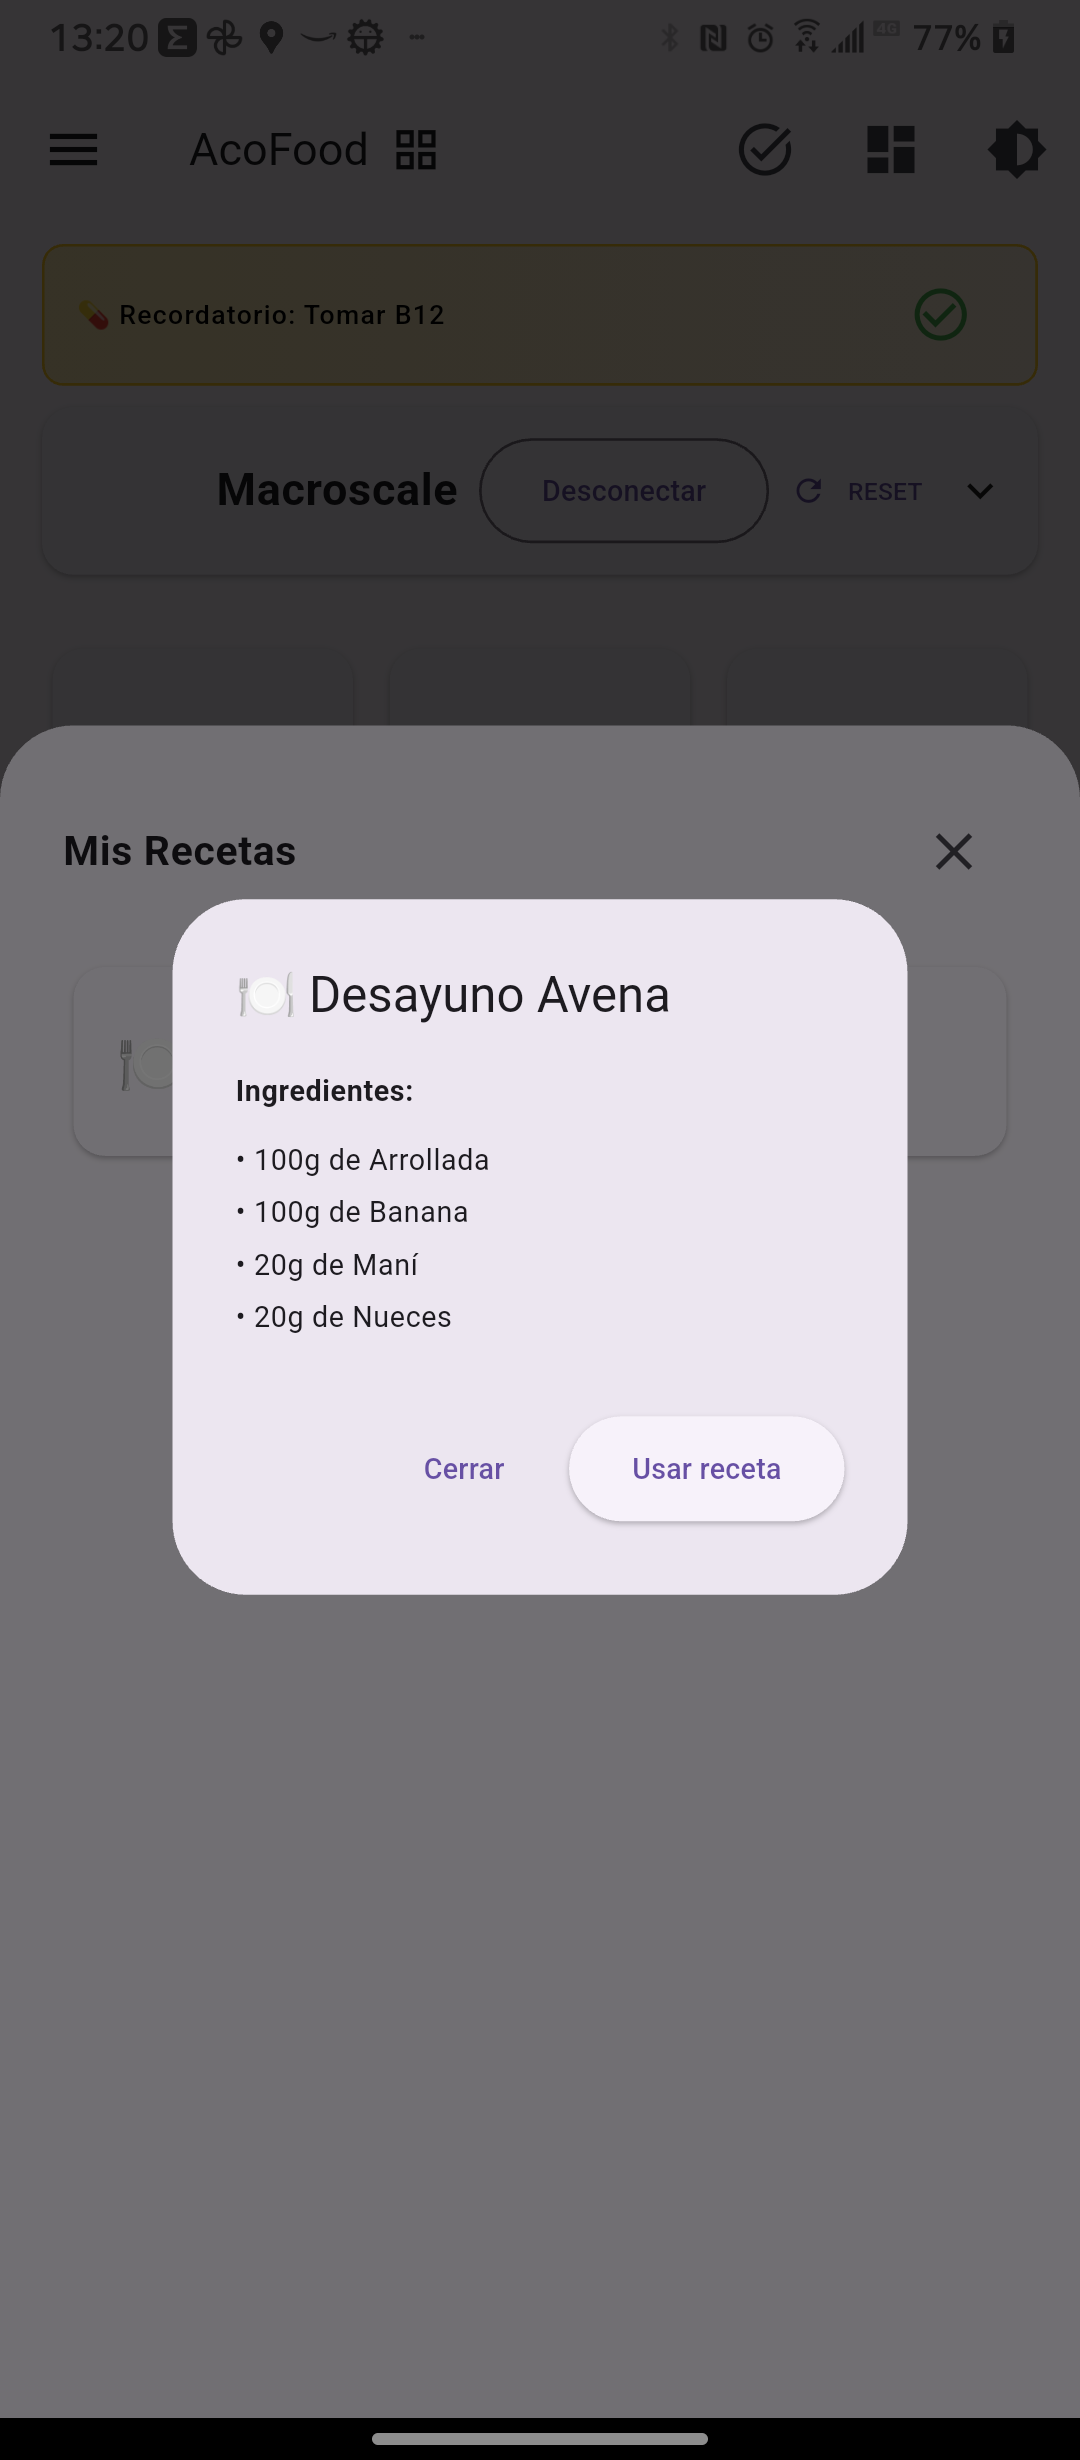 13:20
4G
77%
AcoFood
Recordatorio: Tomar B12
Macroscale
Desconectar
RESET
Mis Recetas
Desayuno Avena
Ingredientes:
• 100g de Arrollada
• 100g de Banana
• 20g de Maní
• 20g de Nueces
Cerrar
Usar receta